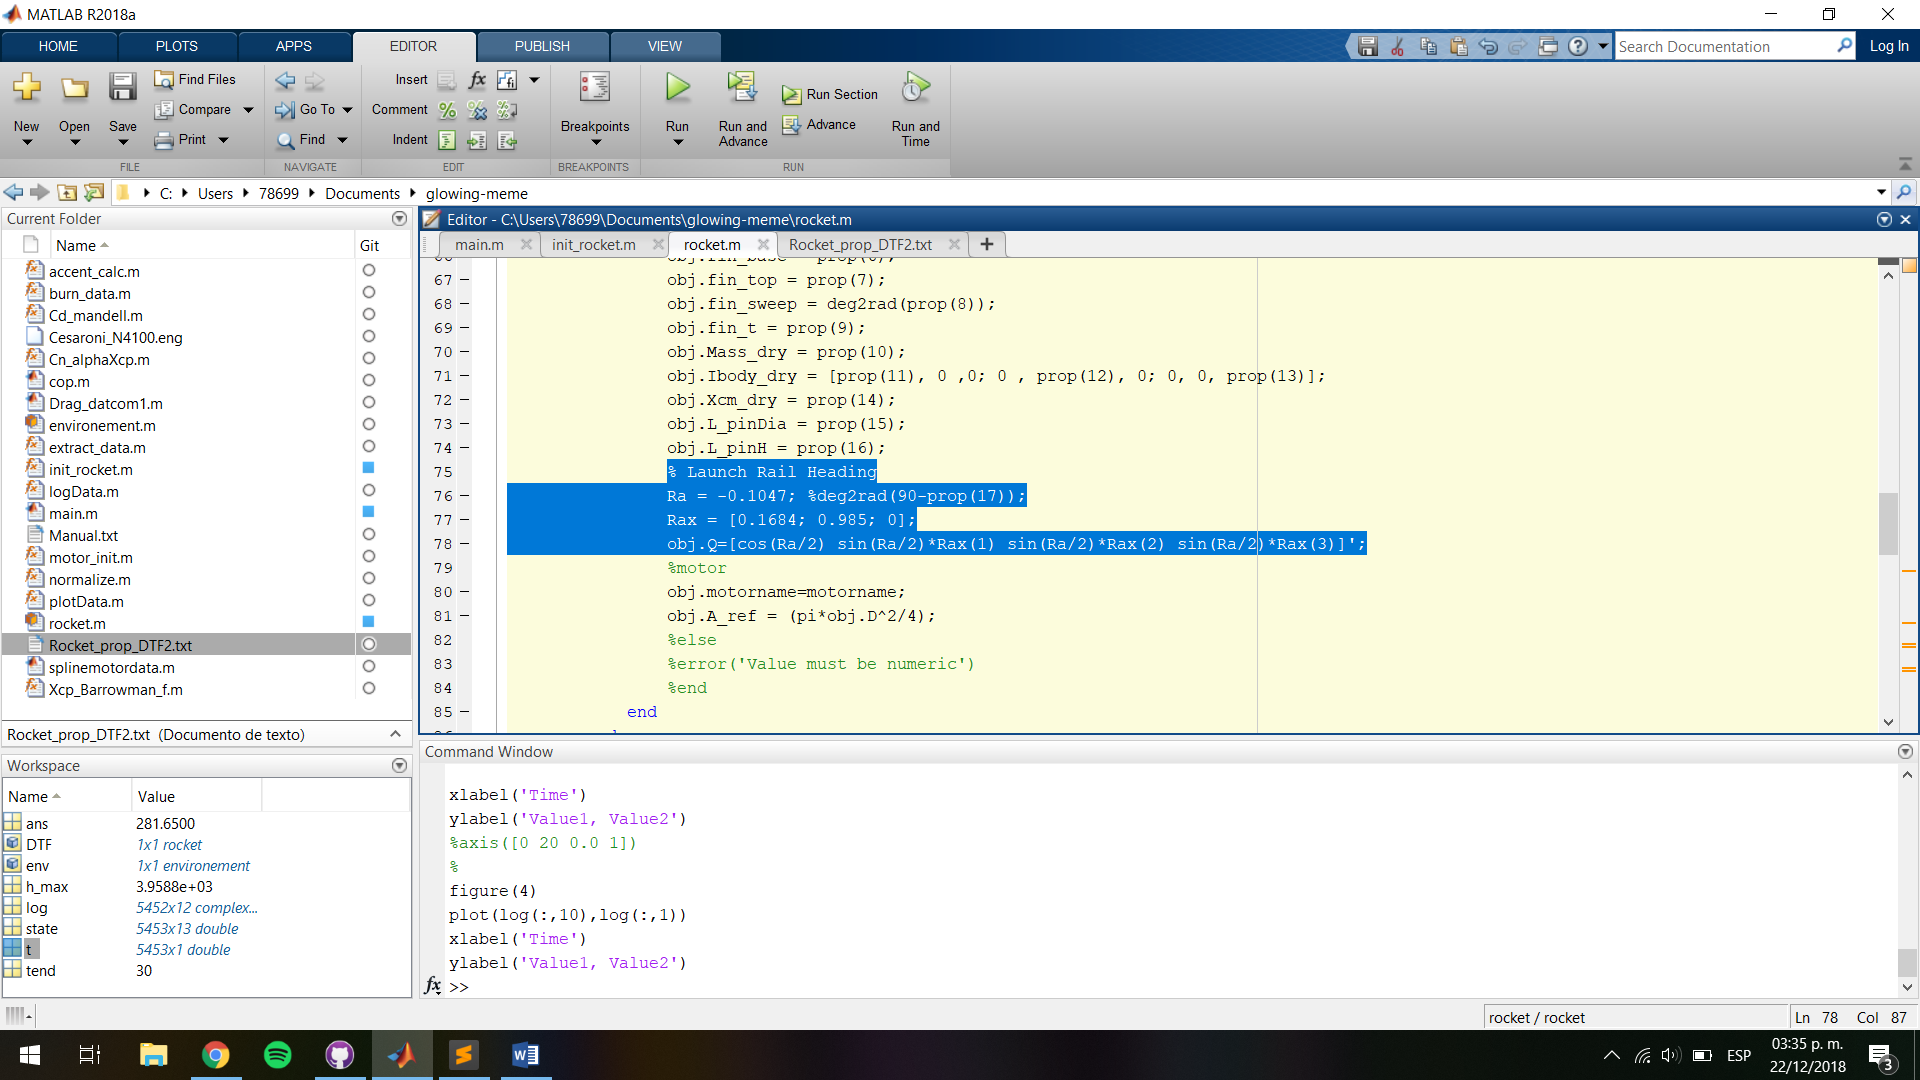 MATLAB R2018a
HOME PLOTS APPS EDITOR PUBLISH VIEW
Search Documentation
Log In
New
Open
Save
Find Files
Compare
Print
FILE
Go To
Find
NAVIGATE
Insert
Comment
Indent
EDIT
Breakpoints
BREAKPOINTS
Run
Run and Advance
Run Section
Advance
Run and Time
RUN
C: Users 78699 Documents glowing-meme
Current Folder
Name Git
accent_calc.m
burn_data.m
Cd_mandell.m
Cesaroni_N4100.eng
Cn_alphaXcp.m
cop.m
Drag_datcom1.m
environement.m
extract_data.m
init_rocket.m
logData.m
main.m
Manual.txt
motor_init.m
normalize.m
plotData.m
rocket.m
Rocket_prop_DTF2.txt
splinemotordata.m
Xcp_Barrowman_f.m
Rocket_prop_DTF2.txt (Documento de texto)
Workspace
Name Value
ans 281.6500
DTF 1x1 rocket
env 1x1 environement
h_max 3.9588e+03
log 5452x12 complex...
state 5453x13 double
t 5453x1 double
tend 30
Editor - C:\Users\78699\Documents\glowing-meme\rocket.m
main.m init_rocket.m rocket.m Rocket_prop_DTF2.txt
67 obj.fin_top = prop(7);
68 obj.fin_sweep = deg2rad(prop(8));
69 obj.fin_t = prop(9);
70 obj.Mass_dry = prop(10);
71 obj.Ibody_dry = [prop(11), 0 ,0; 0 , prop(12), 0; 0, 0, prop(13)];
72 obj.Xcm_dry = prop(14);
73 obj.L_pinDia = prop(15);
74 obj.L_pinH = prop(16);
75 % Launch Rail Heading
76 Ra = -0.1047; %deg2rad(90-prop(17));
77 Rax = [0.1684; 0.985; 0];
78 obj.Q=[cos(Ra/2) sin(Ra/2)*Rax(1) sin(Ra/2)*Rax(2) sin(Ra/2)*Rax(3)]';
79 %motor
80 obj.motorname=motorname;
81 obj.A_ref = (pi*obj.D^2/4);
82 %else
83 %error('Value must be numeric')
84 %end
85 end
Command Window
xlabel('Time')
ylabel('Value1, Value2')
%axis([0 20 0.0 1])
%
figure(4)
plot(log(:,10),log(:,1))
xlabel('Time')
ylabel('Value1, Value2')
fx >>
rocket / rocket
Ln 78 Col 87
ESP
03:35 p. m.
22/12/2018
3